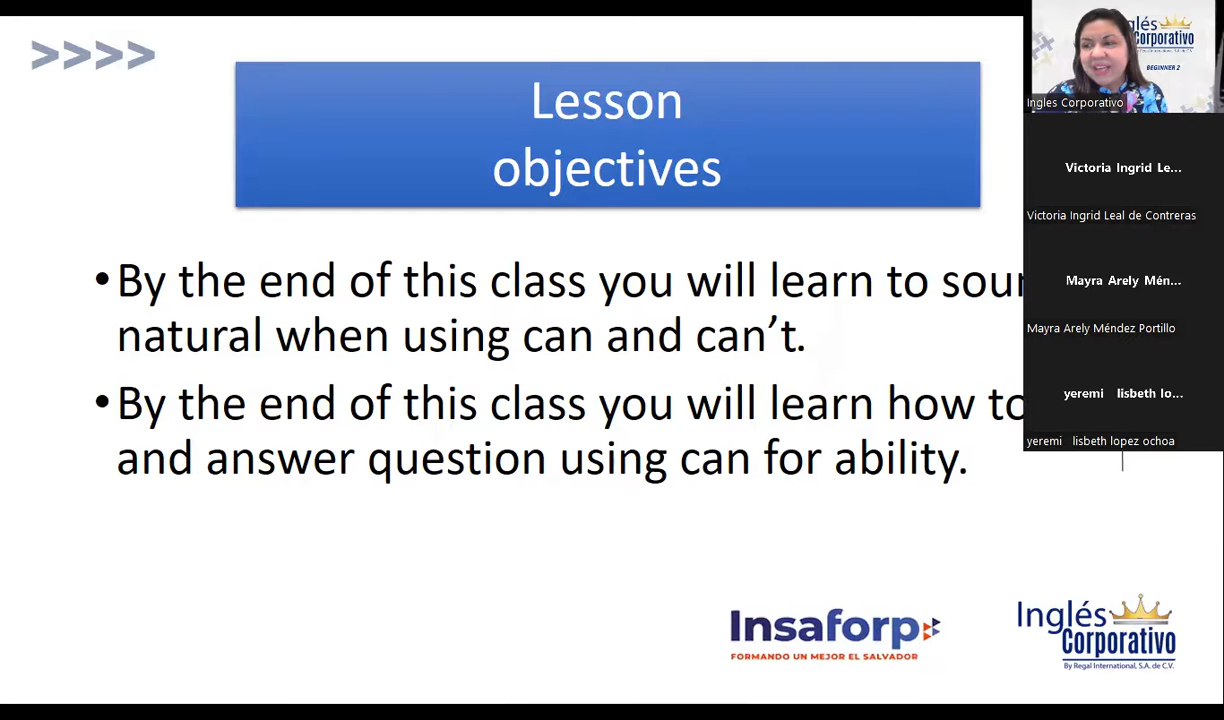 >>>>
Lesson
objectives
•By the end of this class you will learn to
natural when using can and can't.
•By the end of this class you will learn how to
and answer question using can for ability.
Insaforp
FORMANDO UN MEJOR EL SALVADOR
Inglés
Corporativo
By Regal International, S.A. de C.V.
Corporativo
BEGINNER 2
Ingles Corporativo
Victoria Ingrid Le...
Victoria Ingrid Leal de Contreras
Mayra Arely Mén...
Mayra Arely Méndez Portillo
yeremi lisbeth lo...
yeremi lisbeth lopez ochoa